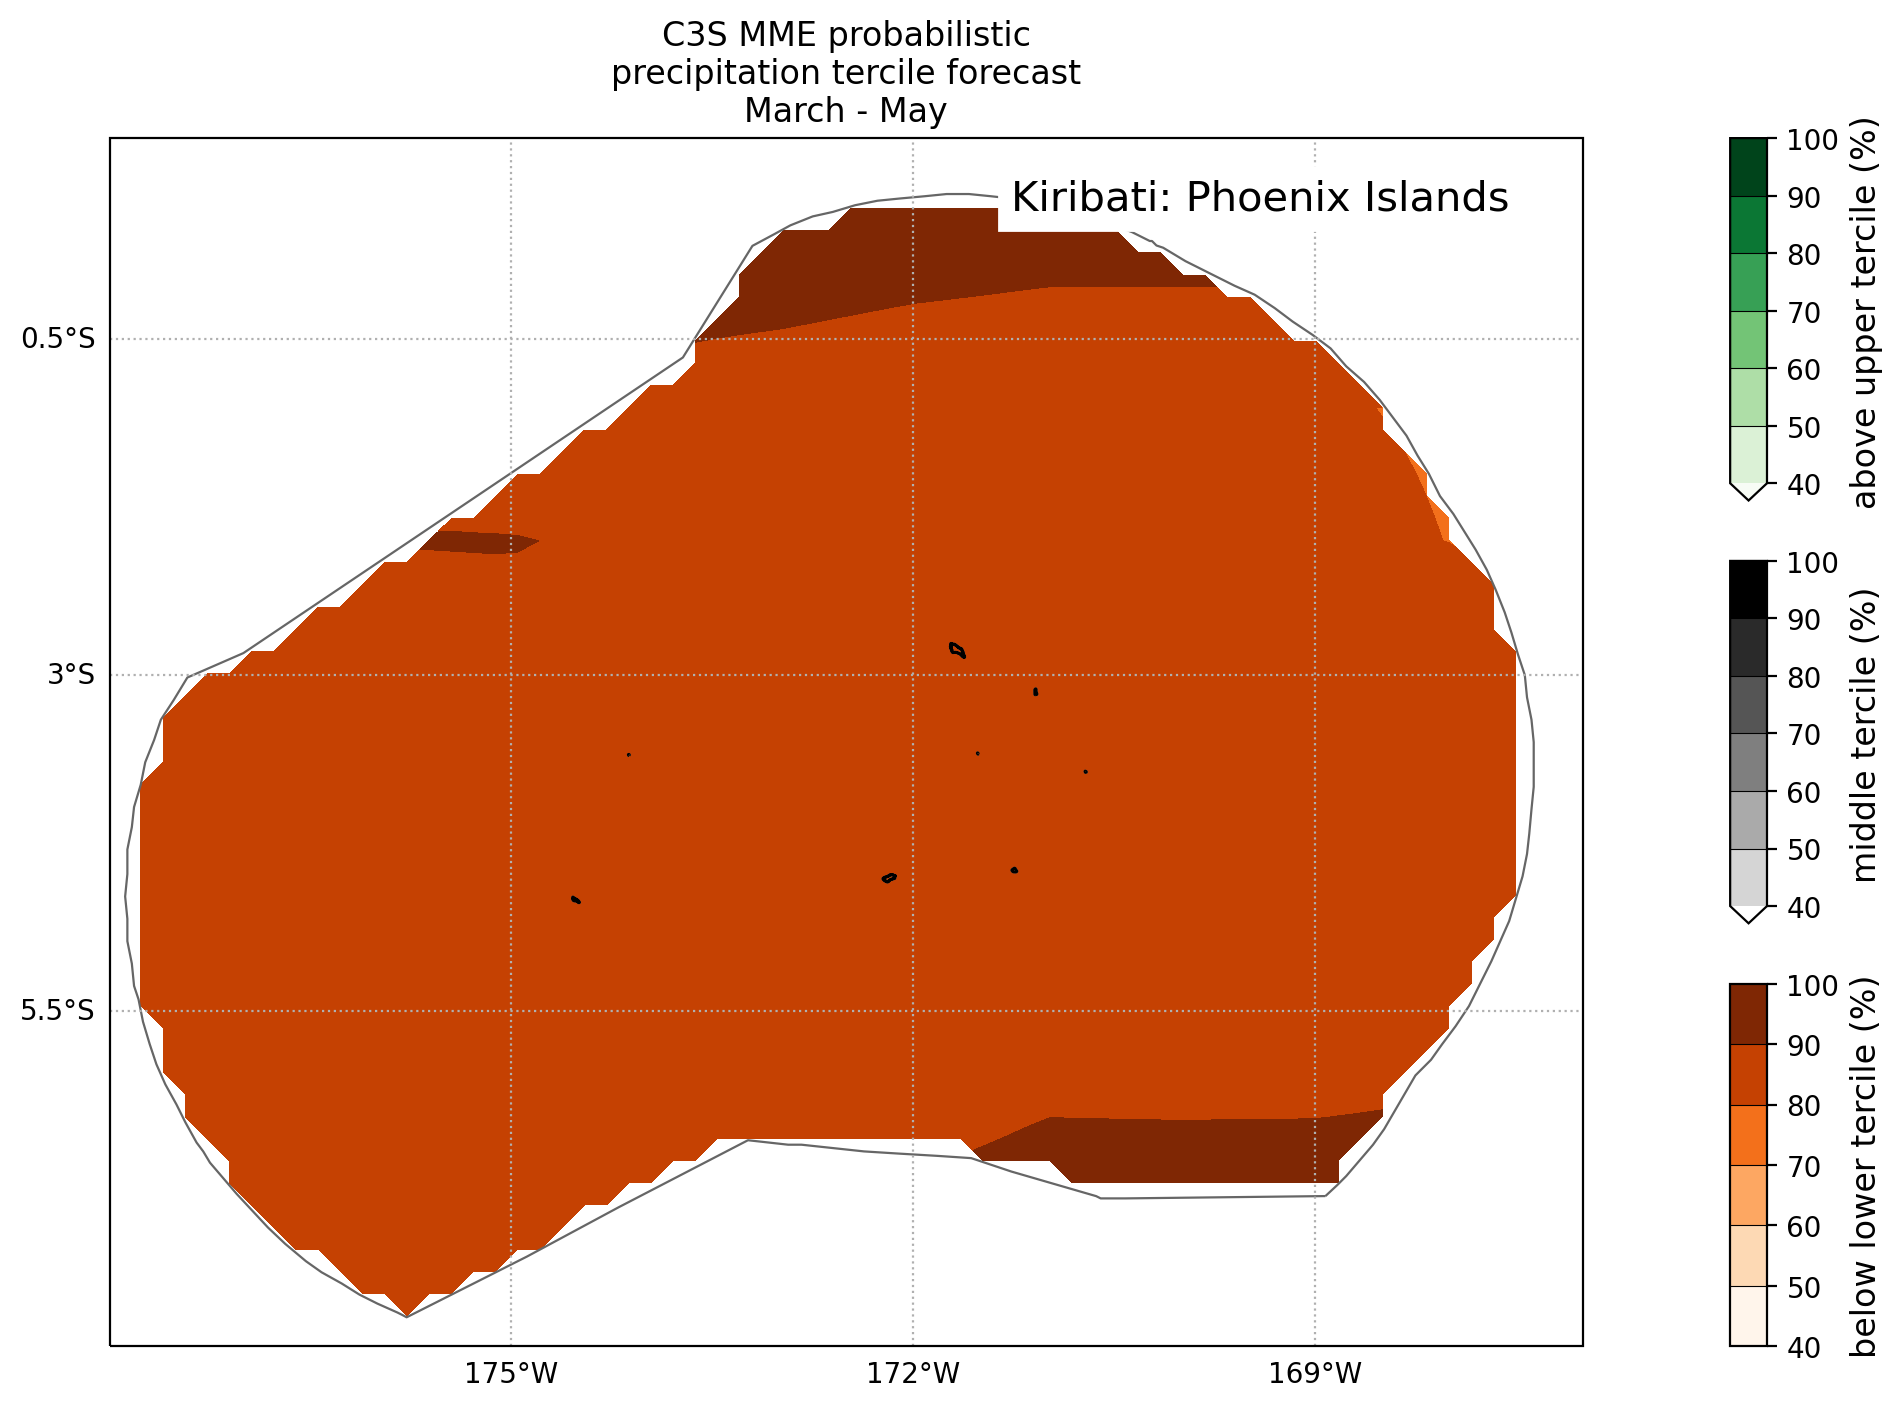 C3S MME probabilistic
precipitation tercile forecast
March - May
Kiribati: Phoenix Islands
0.5°S
3°S
5.5°S
175°W
172°W
169°W
100
90
80
70
60
50
40
above upper tercile (%)
100
90
80
70
60
50
40
middle tercile (%)
100
90
80
70
60
50
40
below lower tercile (%)